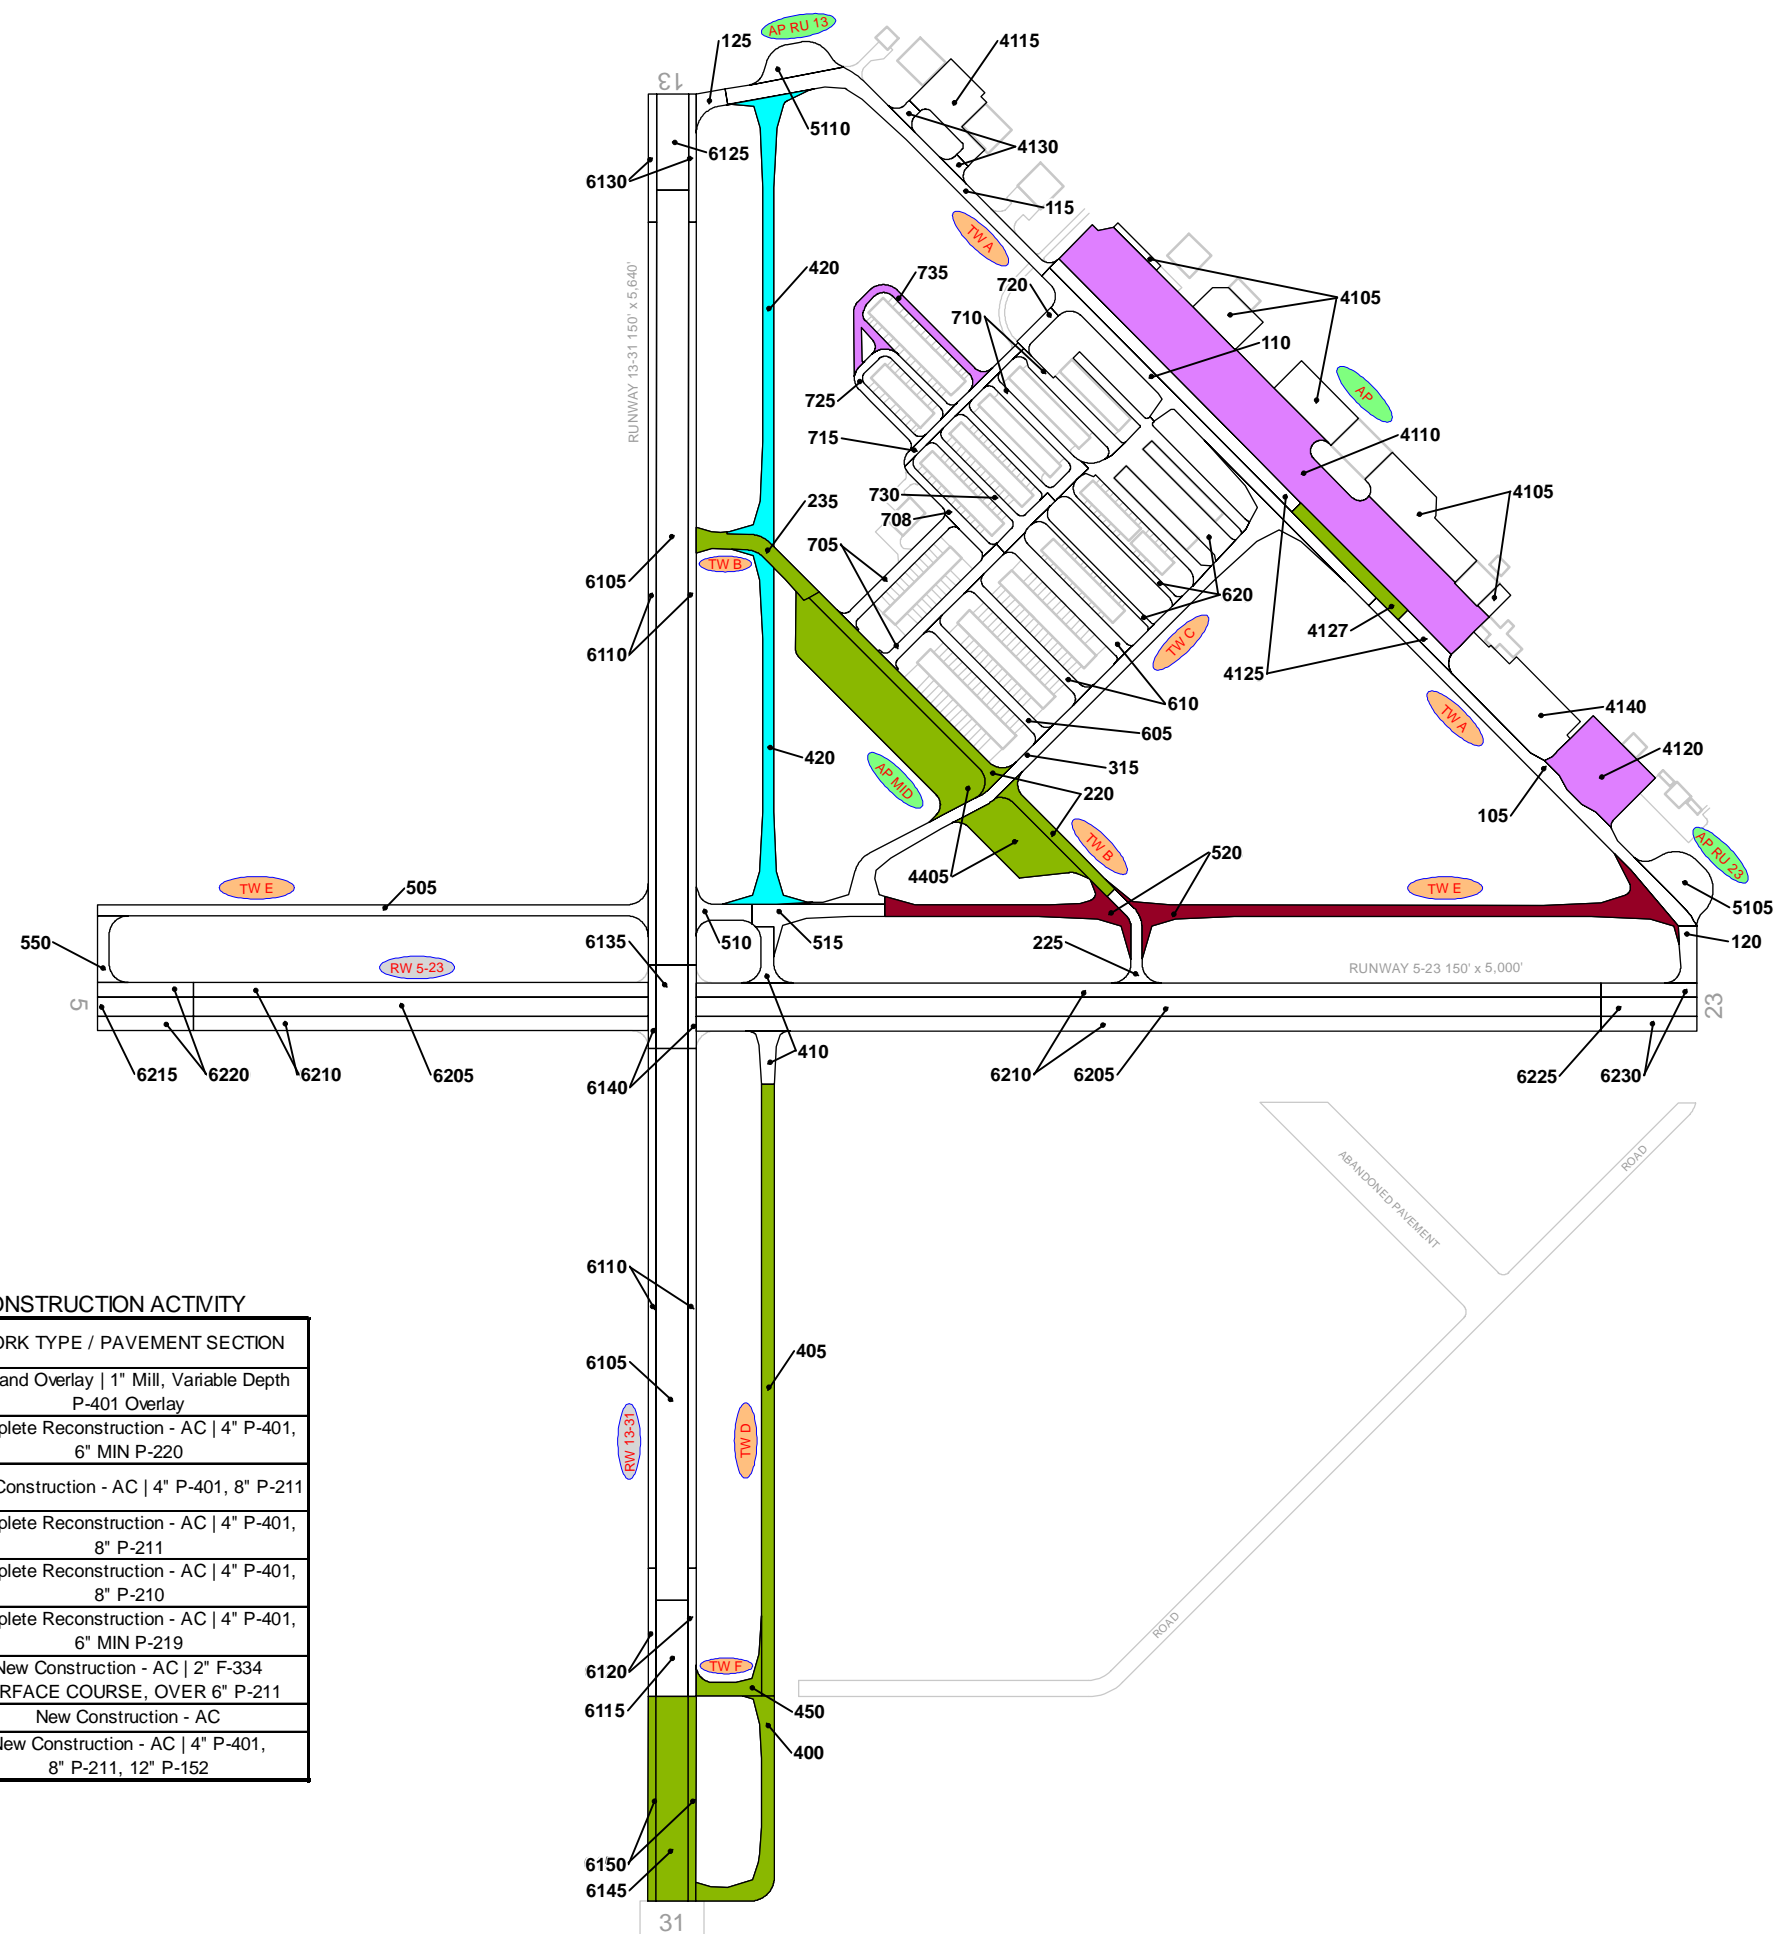 AP RU 13
125
4115
13
5110
6125
4130
6130
115
TW A
RUNWAY 13-31 150' x 5,640'
420
735
720
4105
710
110
725
AP
715
4110
730
235
708
4105
705
TW B
6105
620
4127
TW C
6110
4125
610
TW A
4140
605
4120
420
315
AP MID
220
105
TW B
AP RU 23
520
TW E
505
4405
TW E
5105
550
6135
510
515
225
120
RW 5-23
RUNWAY 5-23 150' x 5,000'
5
23
410
6215
6220
6210
6205
6140
6210
6205
6225
6230
ABANDONED PAVEMENT
ROAD
6110
405
6105
RW 13-31
TW D
ROAD
TW F
6120
6115
450
400
6150
6145
31
ONSTRUCTION ACTIVITY
ORK TYPE / PAVEMENT SECTION
and Overlay | 1" Mill, Variable Depth
P-401 Overlay
plete Reconstruction - AC | 4" P-401,
6" MIN P-220
Construction - AC | 4" P-401, 8" P-211
plete Reconstruction - AC | 4" P-401,
8" P-211
plete Reconstruction - AC | 4" P-401,
8" P-210
plete Reconstruction - AC | 4" P-401,
6" MIN P-219
New Construction - AC | 2" F-334
RFACE COURSE, OVER 6" P-211
New Construction - AC
New Construction - AC | 4" P-401,
8" P-211, 12" P-152